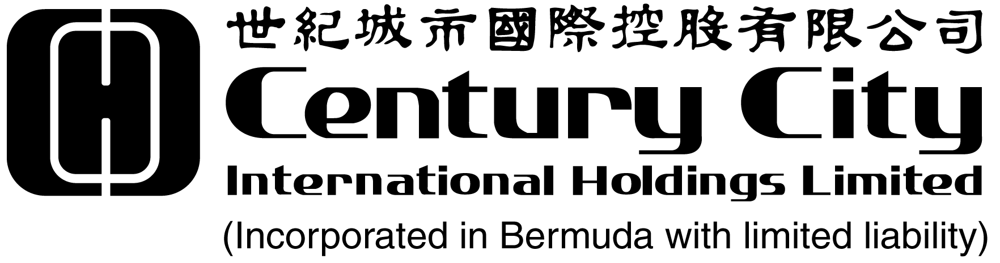 世紀城市國際控股有限公司
Century City
International Holdings Limited
(Incorporated in Bermuda with limited liability)